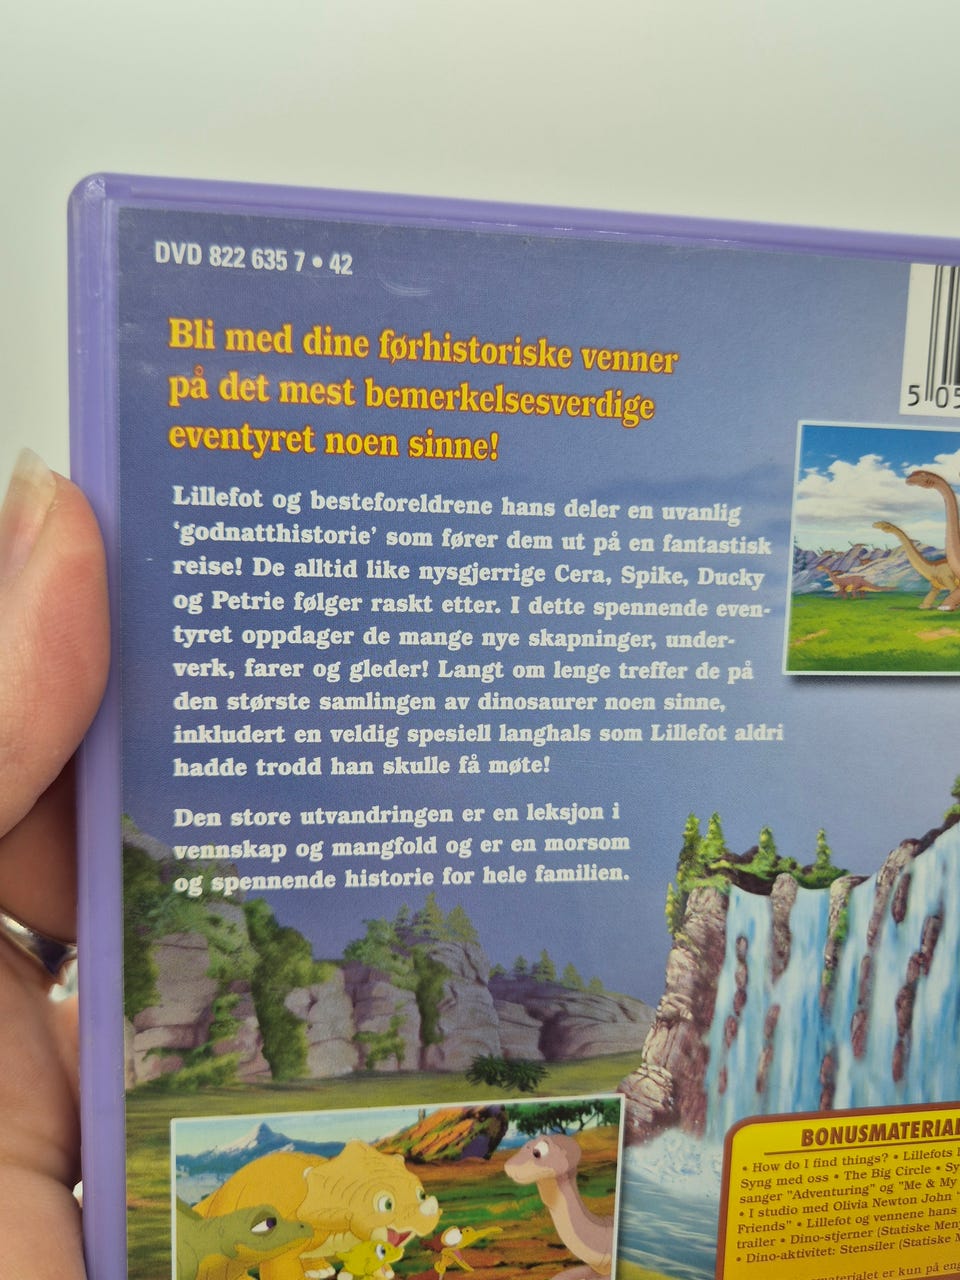 DVD 822 635 7 • 42
Bli med dine førhistoriske venner
på det mest bemerkelsesverdige
eventyret noen sinne!
Lillefot og besteforeldrene hans deler en uvanlig
‘godnatthistorie’ som fører dem ut på en fantastisk
reise! De alltid like nysgjerrige Cera, Spike, Ducky
og Petrie følger raskt etter. I dette spennende even-
tyret oppdager de mange nye skapninger, under-
verk, farer og gleder! Langt om lenge treffer de på
den største samlingen av dinosaurer noen sinne,
inkludert en veldig spesiell langhals som Lillefot aldri
hadde trodd han skulle få møte!
Den store utvandringen er en leksjon i
vennskap og mangfold og er en morsom
og spennende historie for hele familien.
5 05
BONUSMATERIAL
• How do I find things? • Lillefots
Syng med oss • The Big Circle •
sanger "Adventuring" og "Me & My
• I studio med Olivia Newton John
Friends" • Lillefot og vennene hans
trailer • Dino-stjerner (Statiske
• Dino-aktivitet: Stensiler (Statiske
er kun på